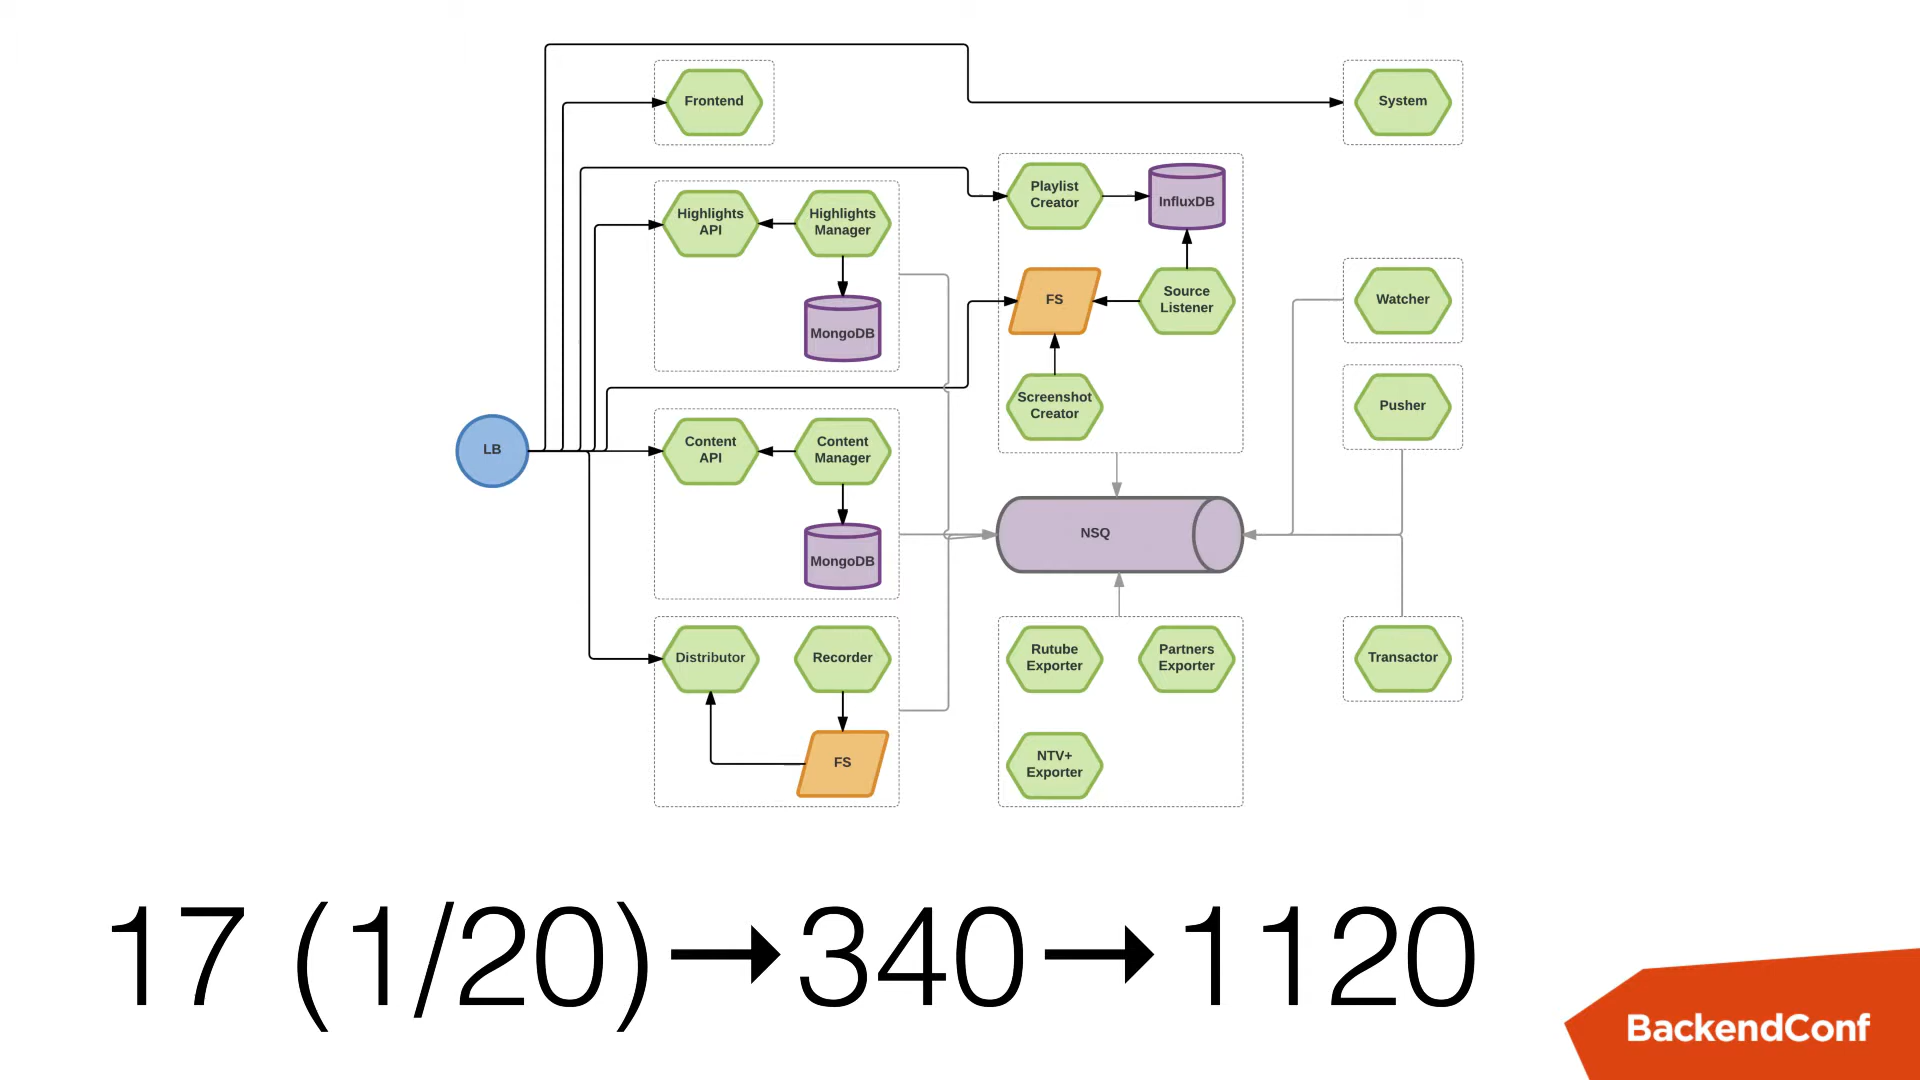 Frontend
System
Playlist
Creator
InfluxDB
Highlights
API
Highlights
Manager
MongoDB
FS
Source
Listener
Watcher
Screenshot
Creator
Pusher
LB
Content
API
Content
Manager
MongoDB
NSQ
Distributor
Recorder
FS
Rutube
Exporter
Partners
Exporter
Transactor
NTV+
Exporter
17 (1/20)→340→1120
BackendConf